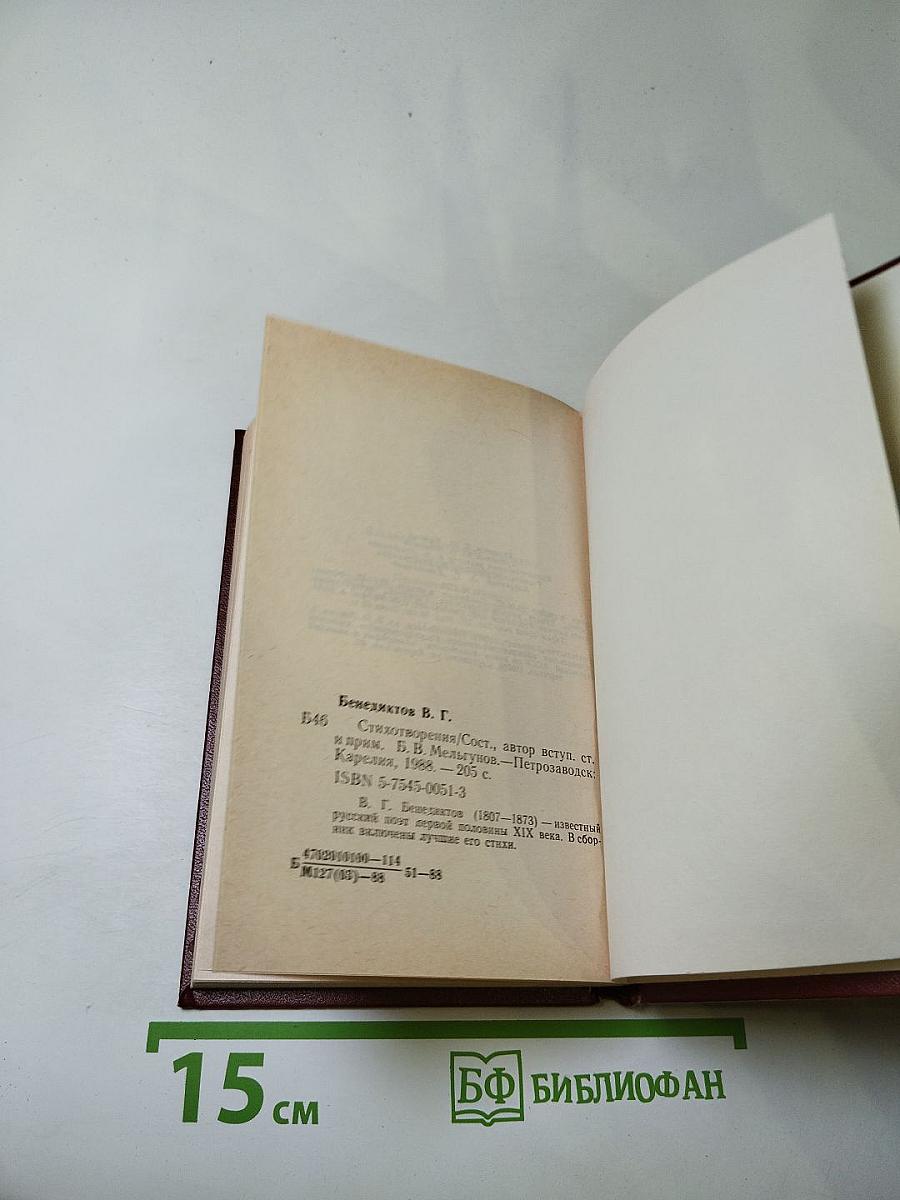 Бенедиктов В. Г.
Б46 Стихотворения/Сост., автор вступ. ст.
и прим. Б. В. Мельгунов.—Петрозаводск:
Карелия, 1988. — 205 с.
ISBN 5-7545-0051-3
В. Г. Бенедиктов (1807—1873) — известный
русский поэт первой половины XIX века. В сбор-
ник включены лучшие его стихи.
Б 4702010100—114 51—88
М127(03)—88
15 см
БФ БИБЛИОФАН